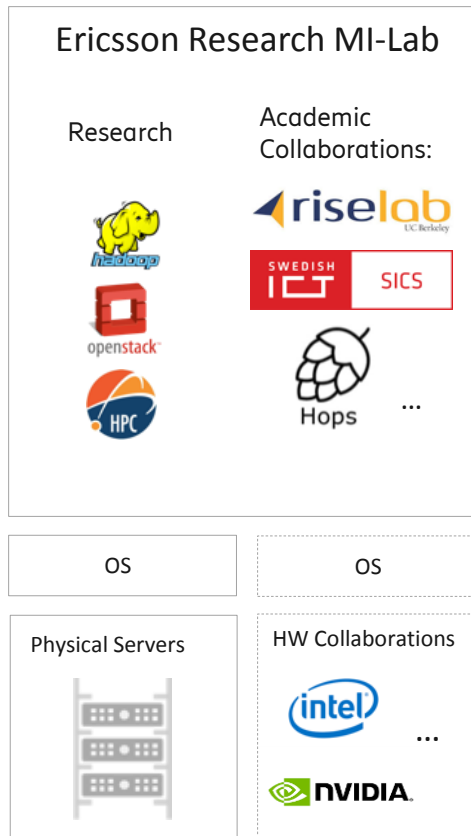 Ericsson Research MI-Lab
Research
Academic
Collaborations:
hadoop
openstack™
HPC
riselab
UC Berkeley
SWEDISH
ICT
SICS
Hops
...
OS
OS
Physical Servers
HW Collaborations
intel
...
NVIDIA.